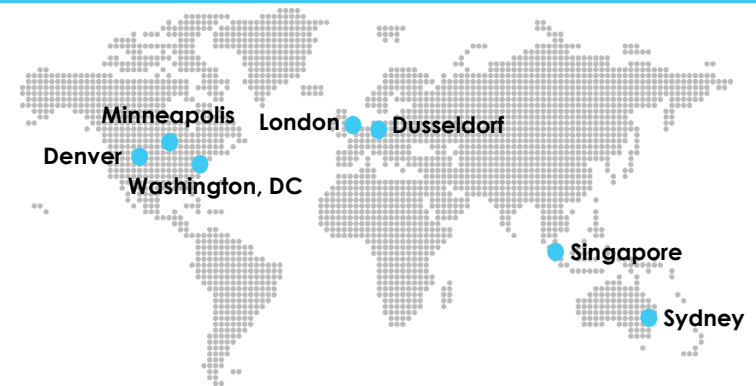 Minneapolis
London
Dusseldorf
Denver
Washington, DC
Singapore
Sydney